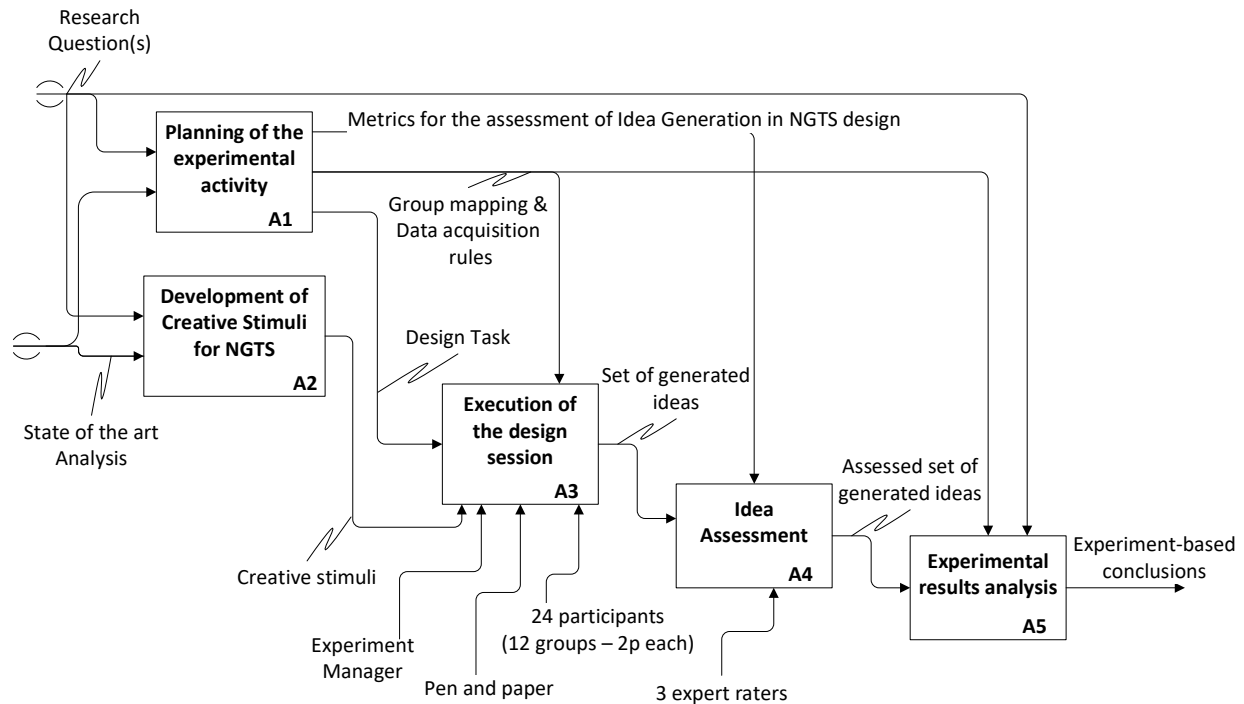 Research
Question(s)
Metrics for the assessment of Idea Generation in NGTS design
Planning of the
experimental
activity
A1
Group mapping &
Data acquisition
rules
Development of
Creative Stimuli
for NGTS
A2
Design Task
State of the art
Analysis
Execution of
the design
session
A3
Set of generated
ideas
Creative stimuli
Experiment
Manager
Pen and paper
24 participants
(12 groups – 2p each)
Idea
Assessment
A4
3 expert raters
Assessed set of
generated ideas
Experimental
results analysis
A5
Experiment-based
conclusions